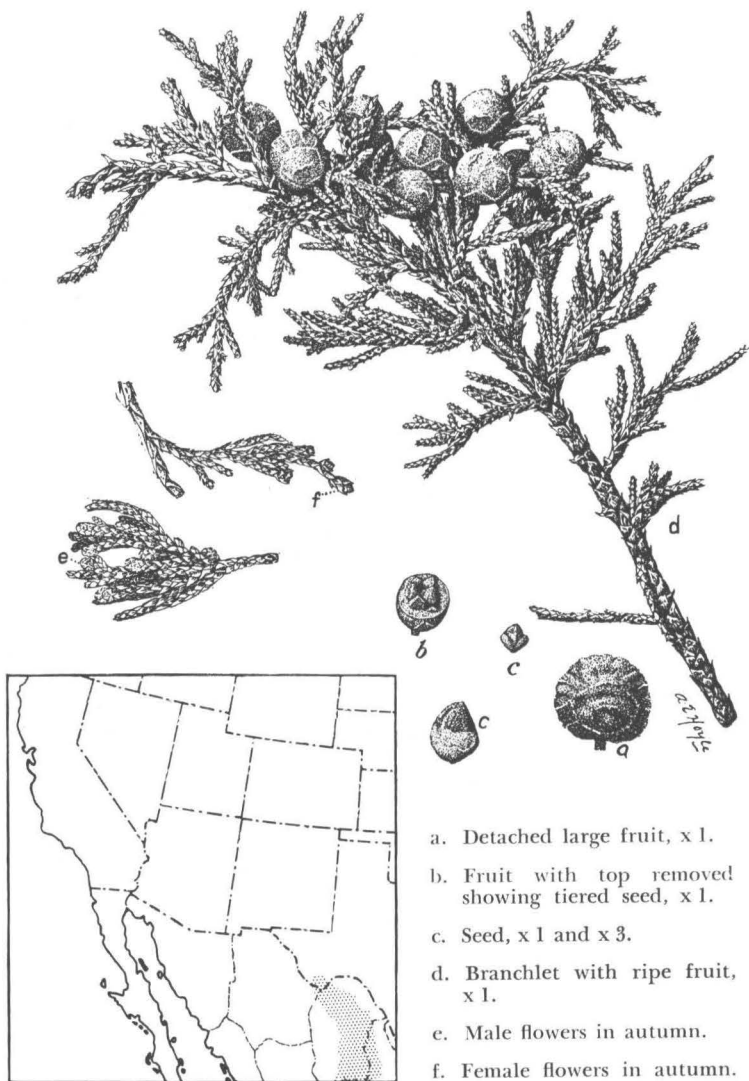 f
e
d
b
c
c
a
a. Detached large fruit, x 1.
b. Fruit with top removed
showing tiered seed, x 1.
c. Seed, x 1 and x 3.
d. Branchlet with ripe fruit,
x 1.
e. Male flowers in autumn.
f. Female flowers in autumn.